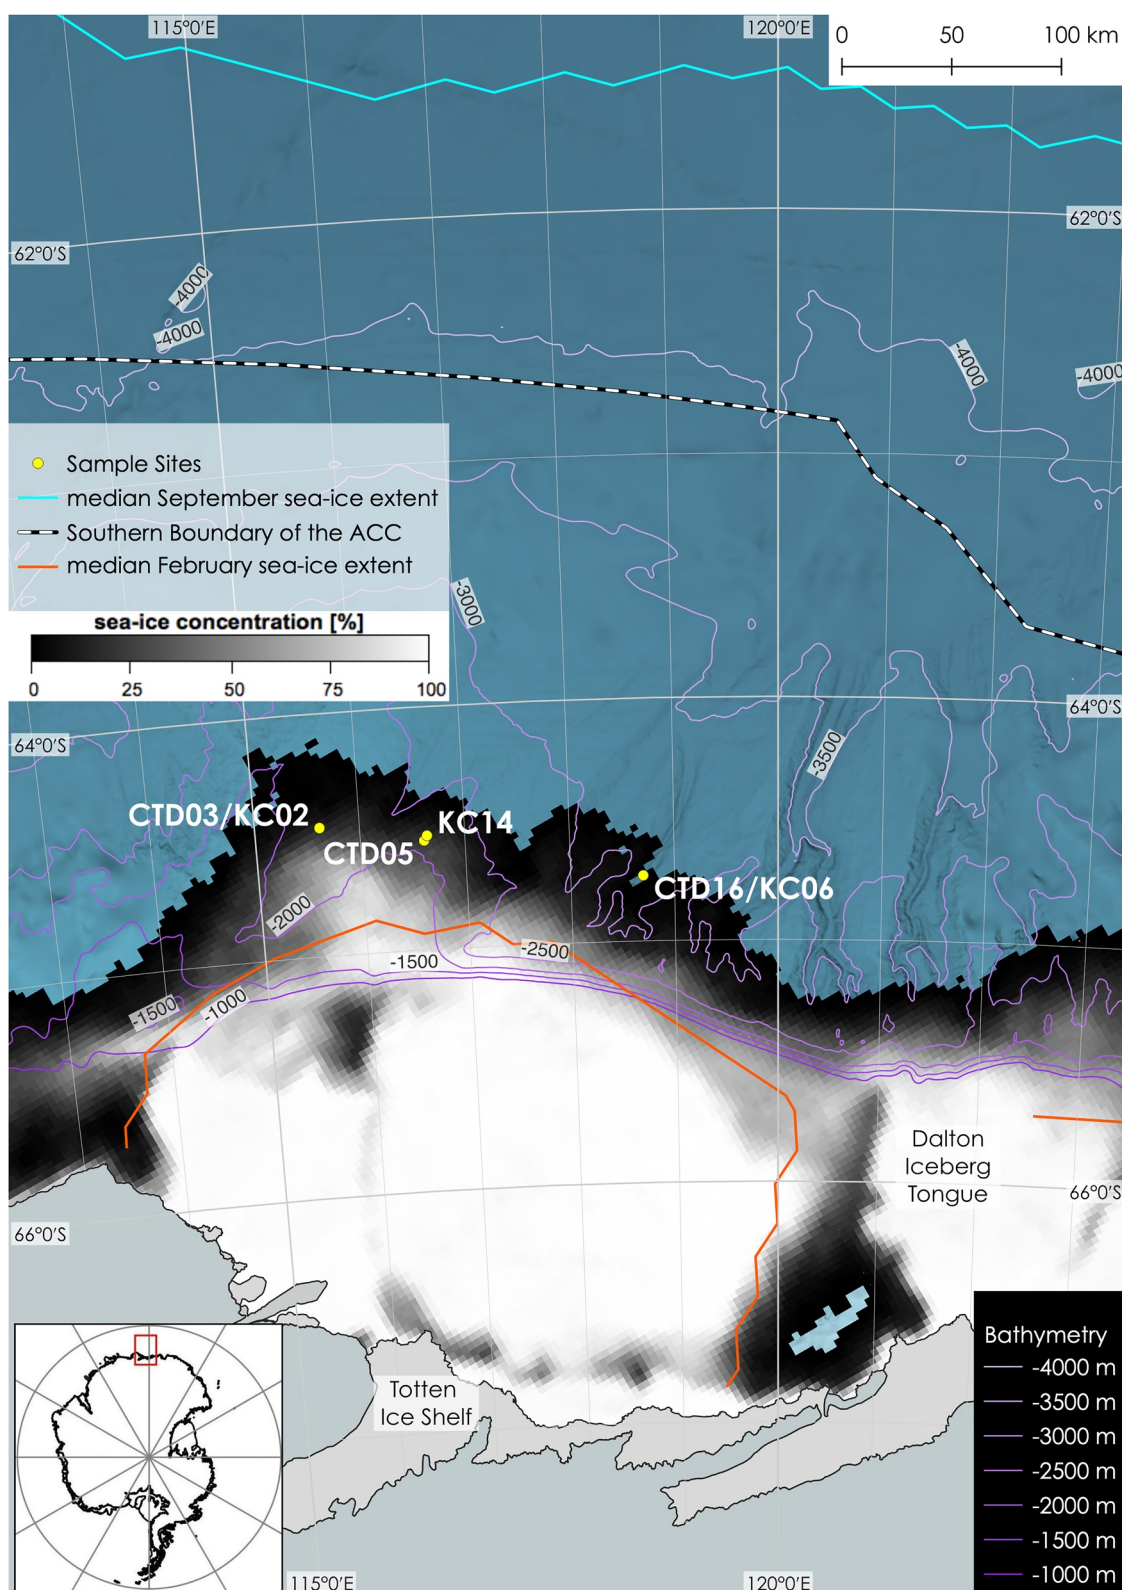 115°0'E
120°0'E
0 50 100 km
62°0'S
62°0'S
-4000
-4000
-4000
-4000
Sample Sites
median September sea-ice extent
Southern Boundary of the ACC
median February sea-ice extent
-3000
sea-ice concentration [%]
0 25 50 75 100
64°0'S
64°0'S
-3500
CTD03/KC02
KC14
CTD05
CTD16/KC06
-2000
-2500
-1500
-1500
-1000
Dalton
Iceberg
Tongue
66°0'S
66°0'S
Totten
Ice Shelf
Bathymetry
-4000 m
-3500 m
-3000 m
-2500 m
-2000 m
-1500 m
-1000 m
115°0'E
120°0'E